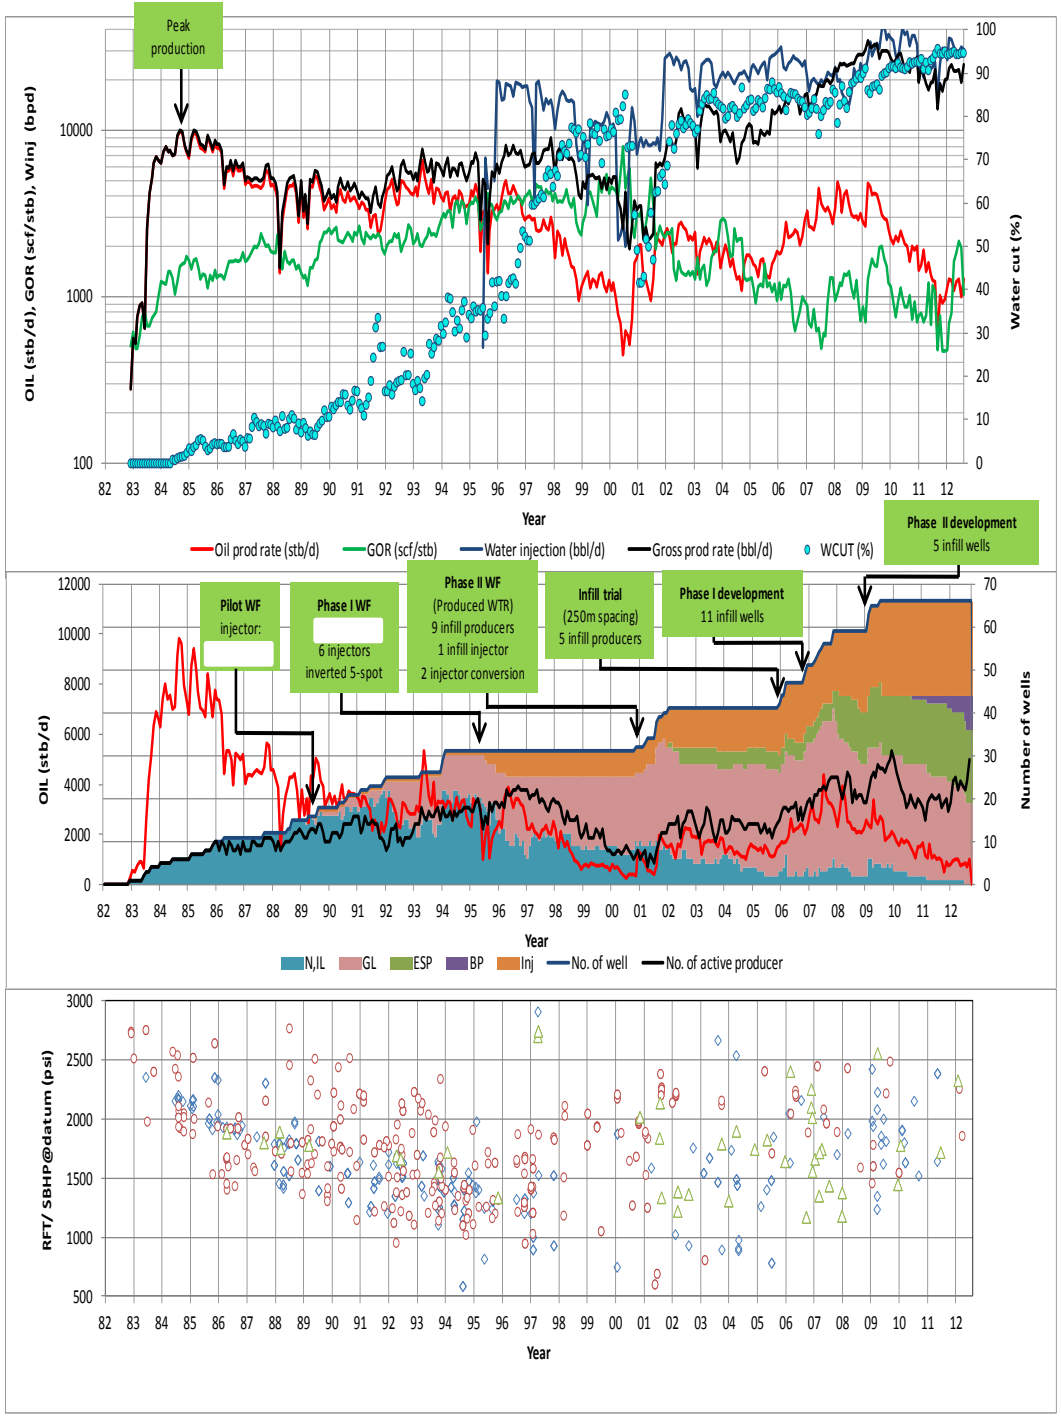 Peak
production
OIL (stb/d), GOR (scf/stb), Winj (bpd)
10000
1000
100
100
90
80
70
60
50
40
30
20
10
0
Water cut (%)
82 83 84 85 86 87 88 89 90 91 92 93 94 95 96 97 98 99 00 01 02 03 04 05 06 07 08 09 10 11 12
Year
Oil prod rate (stb/d) GOR (scf/stb) Water injection (bbl/d) Gross prod rate (bbl/d) WCUT (%)
Phase II development
5 infill wells
Pilot WF
injector:
Phase I WF
6 injectors
inverted 5-spot
Phase II WF
(Produced WTR)
9 infill producers
1 infill injector
2 injector conversion
Infill trial
(250m spacing)
5 infill producers
Phase I development
11 infill wells
OIL (stb/d)
12000
10000
8000
6000
4000
2000
0
70
60
50
40
30
20
10
0
Number of wells
82 83 84 85 86 87 88 89 90 91 92 93 94 95 96 97 98 99 00 01 02 03 04 05 06 07 08 09 10 11 12
Year
N,IL GL ESP BP Inj No. of well No. of active producer
RFT/ SBHP@datum (psi)
3000
2500
2000
1500
1000
500
82 83 84 85 86 87 88 89 90 91 92 93 94 95 96 97 98 99 00 01 02 03 04 05 06 07 08 09 10 11 12
Year